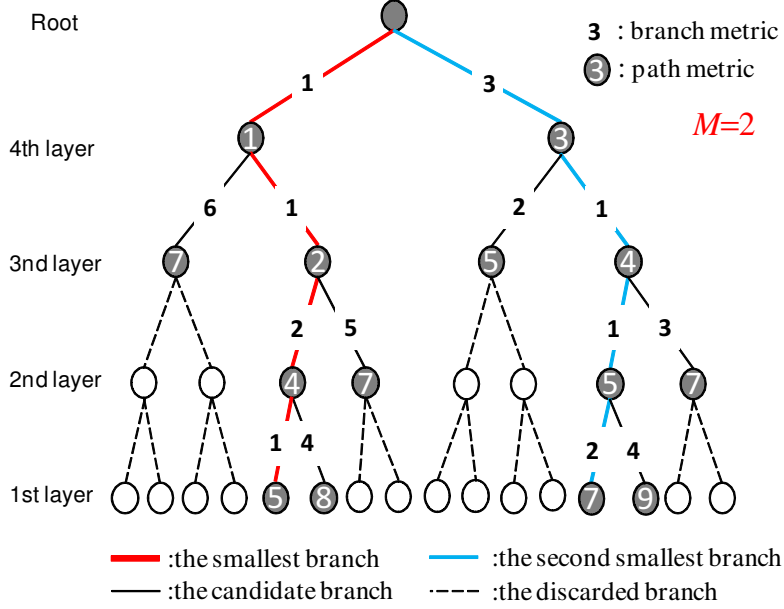 Root
3 : branch metric
3 : path metric
1 3
M=2
4th layer 1 3
6 1 2 1
3nd layer 7 2 5 4
2 5 1 3
2nd layer 4 7 5 7
1 4 2 4
1st layer 5 8 7 9
:the smallest branch :the second smallest branch
:the candidate branch :the discarded branch